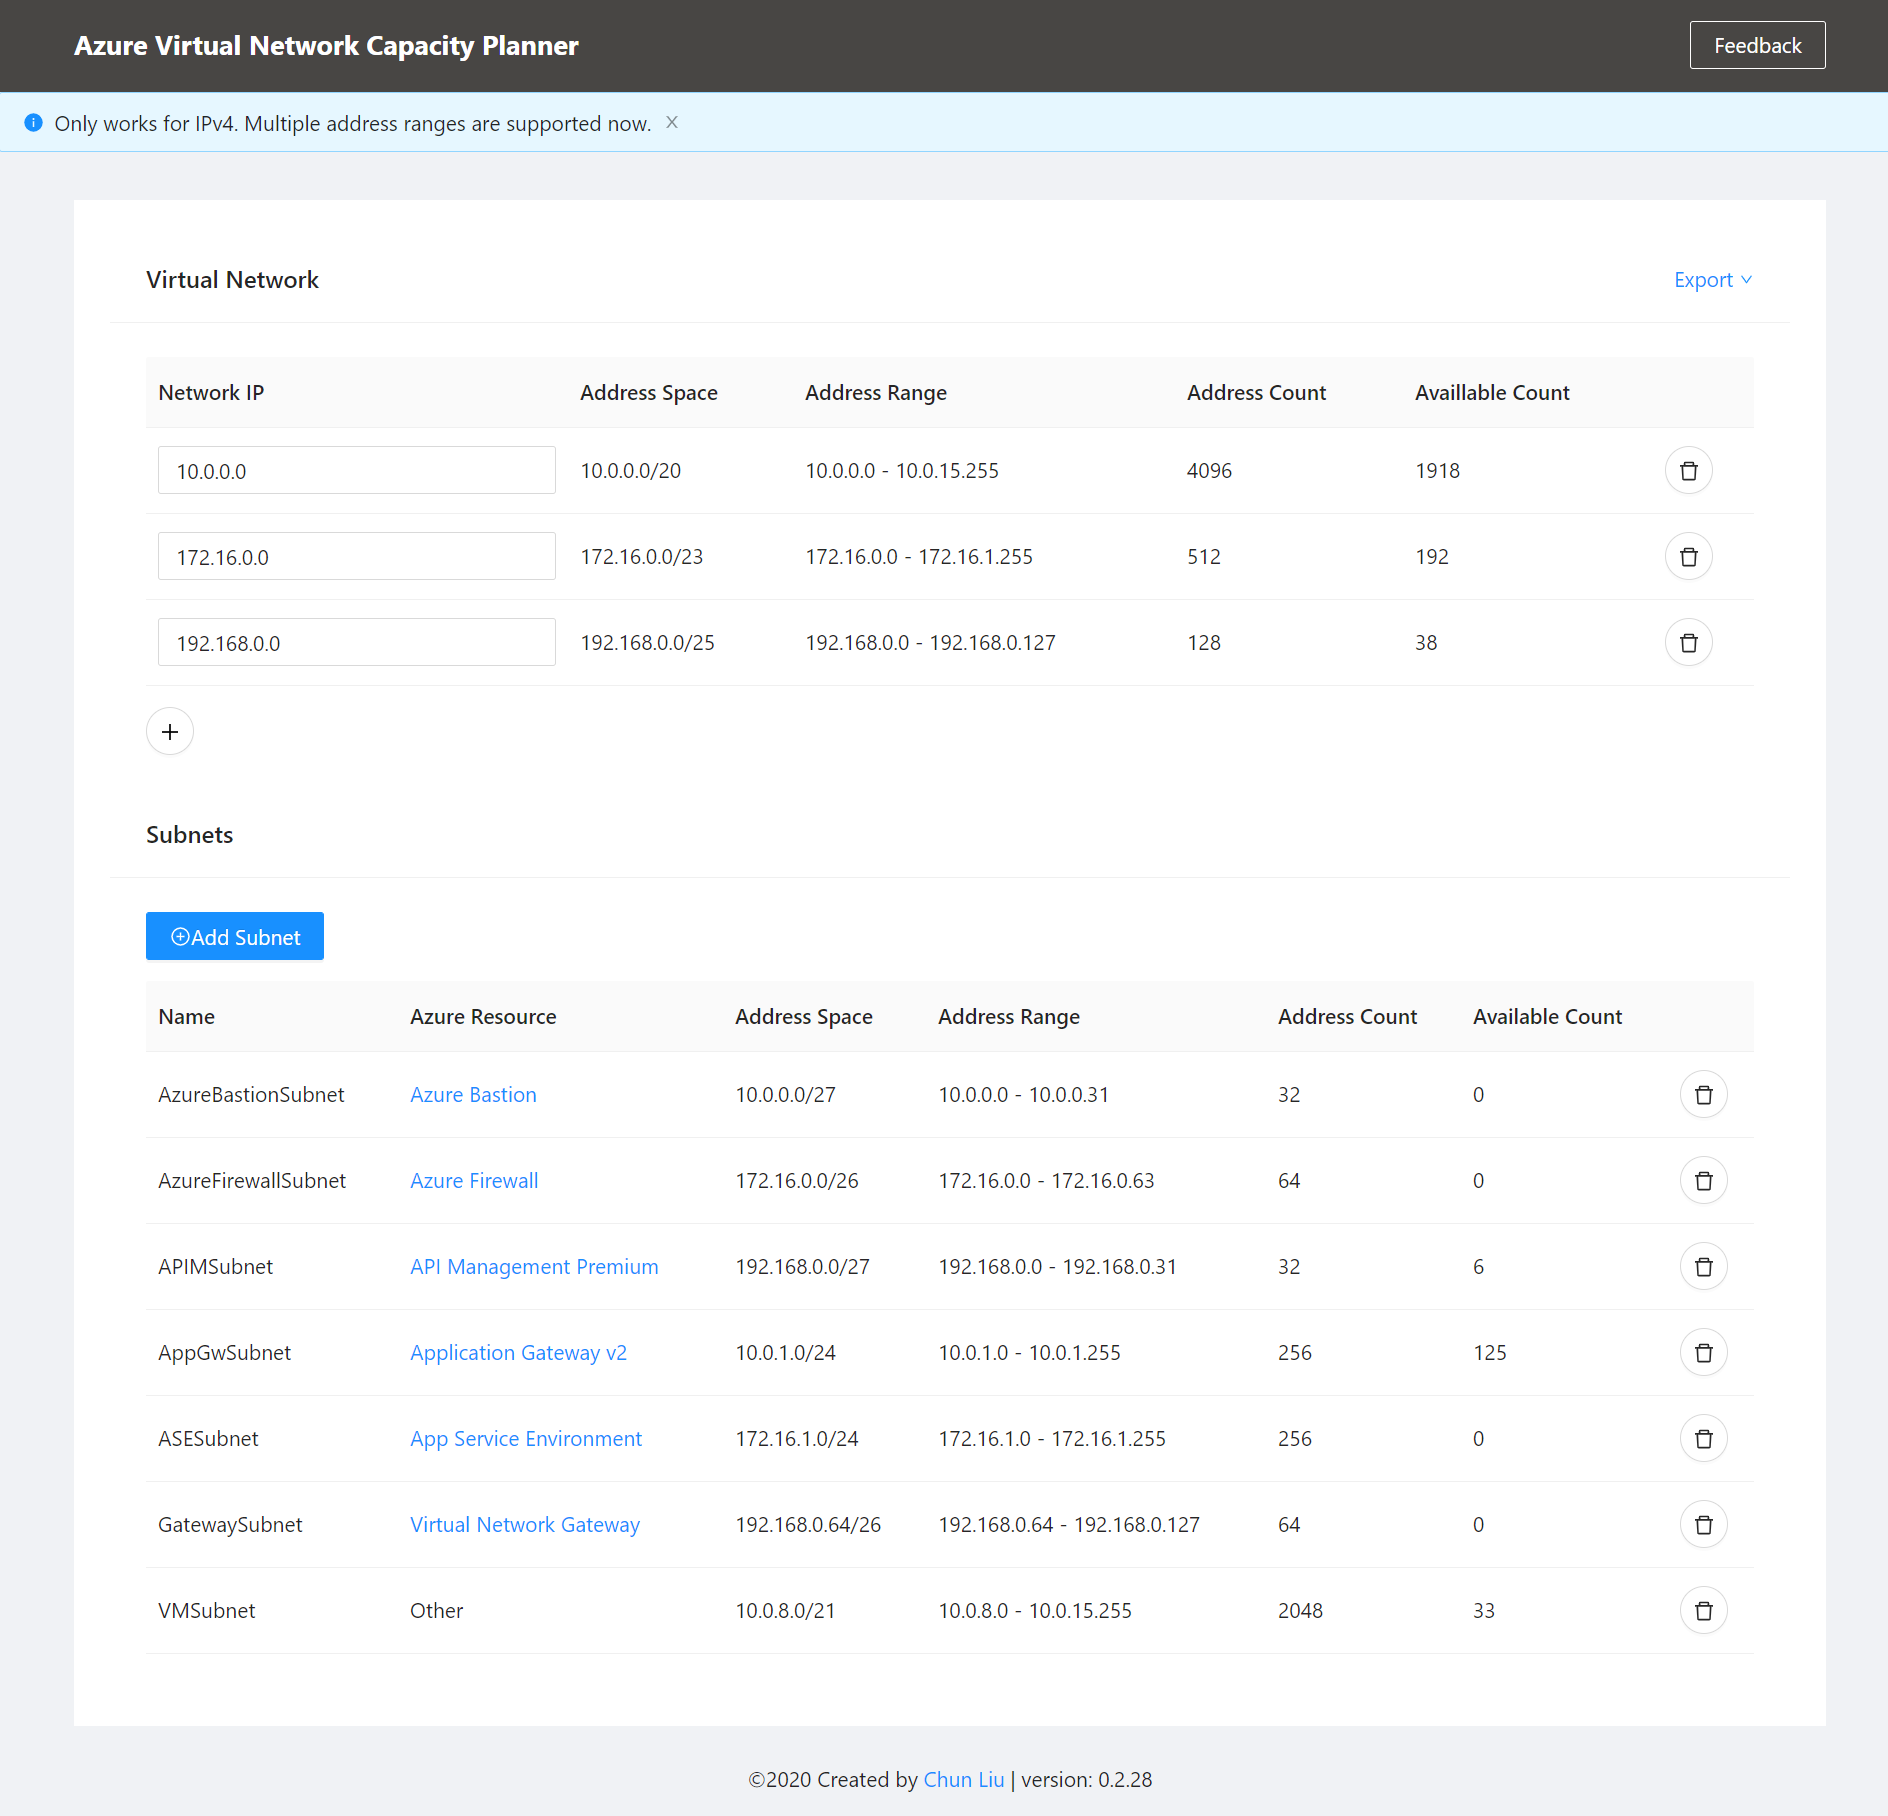 Azure Virtual Network Capacity Planner
Feedback
Only works for IPv4. Multiple address ranges are supported now.
Virtual Network
Export
Network IP Address Space Address Range Address Count Availlable Count
10.0.0.0 10.0.0.0/20 10.0.0.0 - 10.0.15.255 4096 1918
172.16.0.0 172.16.0.0/23 172.16.0.0 - 172.16.1.255 512 192
192.168.0.0 192.168.0.0/25 192.168.0.0 - 192.168.0.127 128 38
Subnets
Add Subnet
Name Azure Resource Address Space Address Range Address Count Available Count
AzureBastionSubnet Azure Bastion 10.0.0.0/27 10.0.0.0 - 10.0.0.31 32 0
AzureFirewallSubnet Azure Firewall 172.16.0.0/26 172.16.0.0 - 172.16.0.63 64 0
APIMSubnet API Management Premium 192.168.0.0/27 192.168.0.0 - 192.168.0.31 32 6
AppGwSubnet Application Gateway v2 10.0.1.0/24 10.0.1.0 - 10.0.1.255 256 125
ASESubnet App Service Environment 172.16.1.0/24 172.16.1.0 - 172.16.1.255 256 0
GatewaySubnet Virtual Network Gateway 192.168.0.64/26 192.168.0.64 - 192.168.0.127 64 0
VMSubnet Other 10.0.8.0/21 10.0.8.0 - 10.0.15.255 2048 33
©2020 Created by Chun Liu | version: 0.2.28